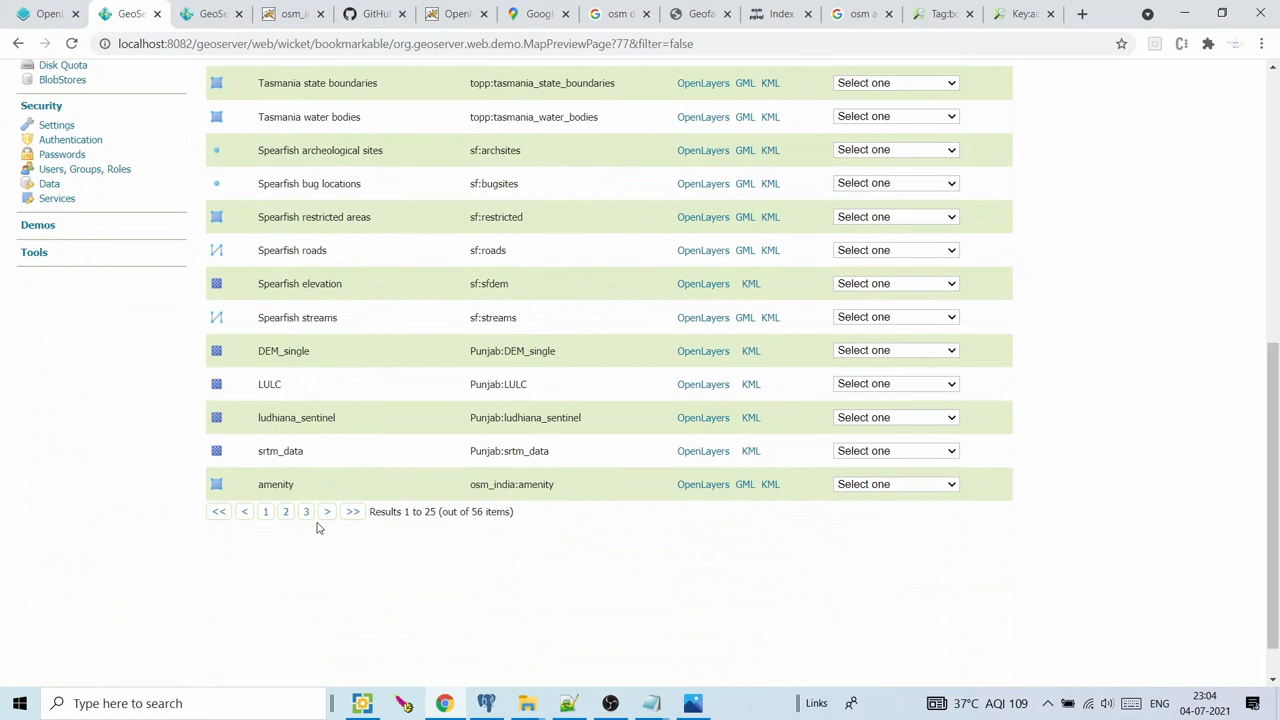 OpenL
GeoSe
GeoSe
osm_i
GitHu
OpenI
Googl
osm d
Geofa
Index
osm a
Tag:b
Key:a
localhost:8082/geoserver/web/wicket/bookmarkable/org.geoserver.web.demo.MapPreviewPage?77&filter=false
Disk Quota
BlobStores
Security
Settings
Authentication
Passwords
Users, Groups, Roles
Data
Services
Demos
Tools
Tasmania state boundaries topp:tasmania_state_boundaries OpenLayers GML KML Select one
Tasmania water bodies topp:tasmania_water_bodies OpenLayers GML KML Select one
Spearfish archeological sites sf:archsites OpenLayers GML KML Select one
Spearfish bug locations sf:bugsites OpenLayers GML KML Select one
Spearfish restricted areas sf:restricted OpenLayers GML KML Select one
Spearfish roads sf:roads OpenLayers GML KML Select one
Spearfish elevation sf:sfdem OpenLayers KML Select one
Spearfish streams sf:streams OpenLayers GML KML Select one
DEM_single Punjab:DEM_single OpenLayers KML Select one
LULC Punjab:LULC OpenLayers KML Select one
ludhiana_sentinel Punjab:ludhiana_sentinel OpenLayers KML Select one
srtm_data Punjab:srtm_data OpenLayers KML Select one
amenity osm_india:amenity OpenLayers GML KML Select one
<< < 1 2 3 > >> Results 1 to 25 (out of 56 items)
Type here to search
Links
37°C AQI 109
ENG
23:04
04-07-2021